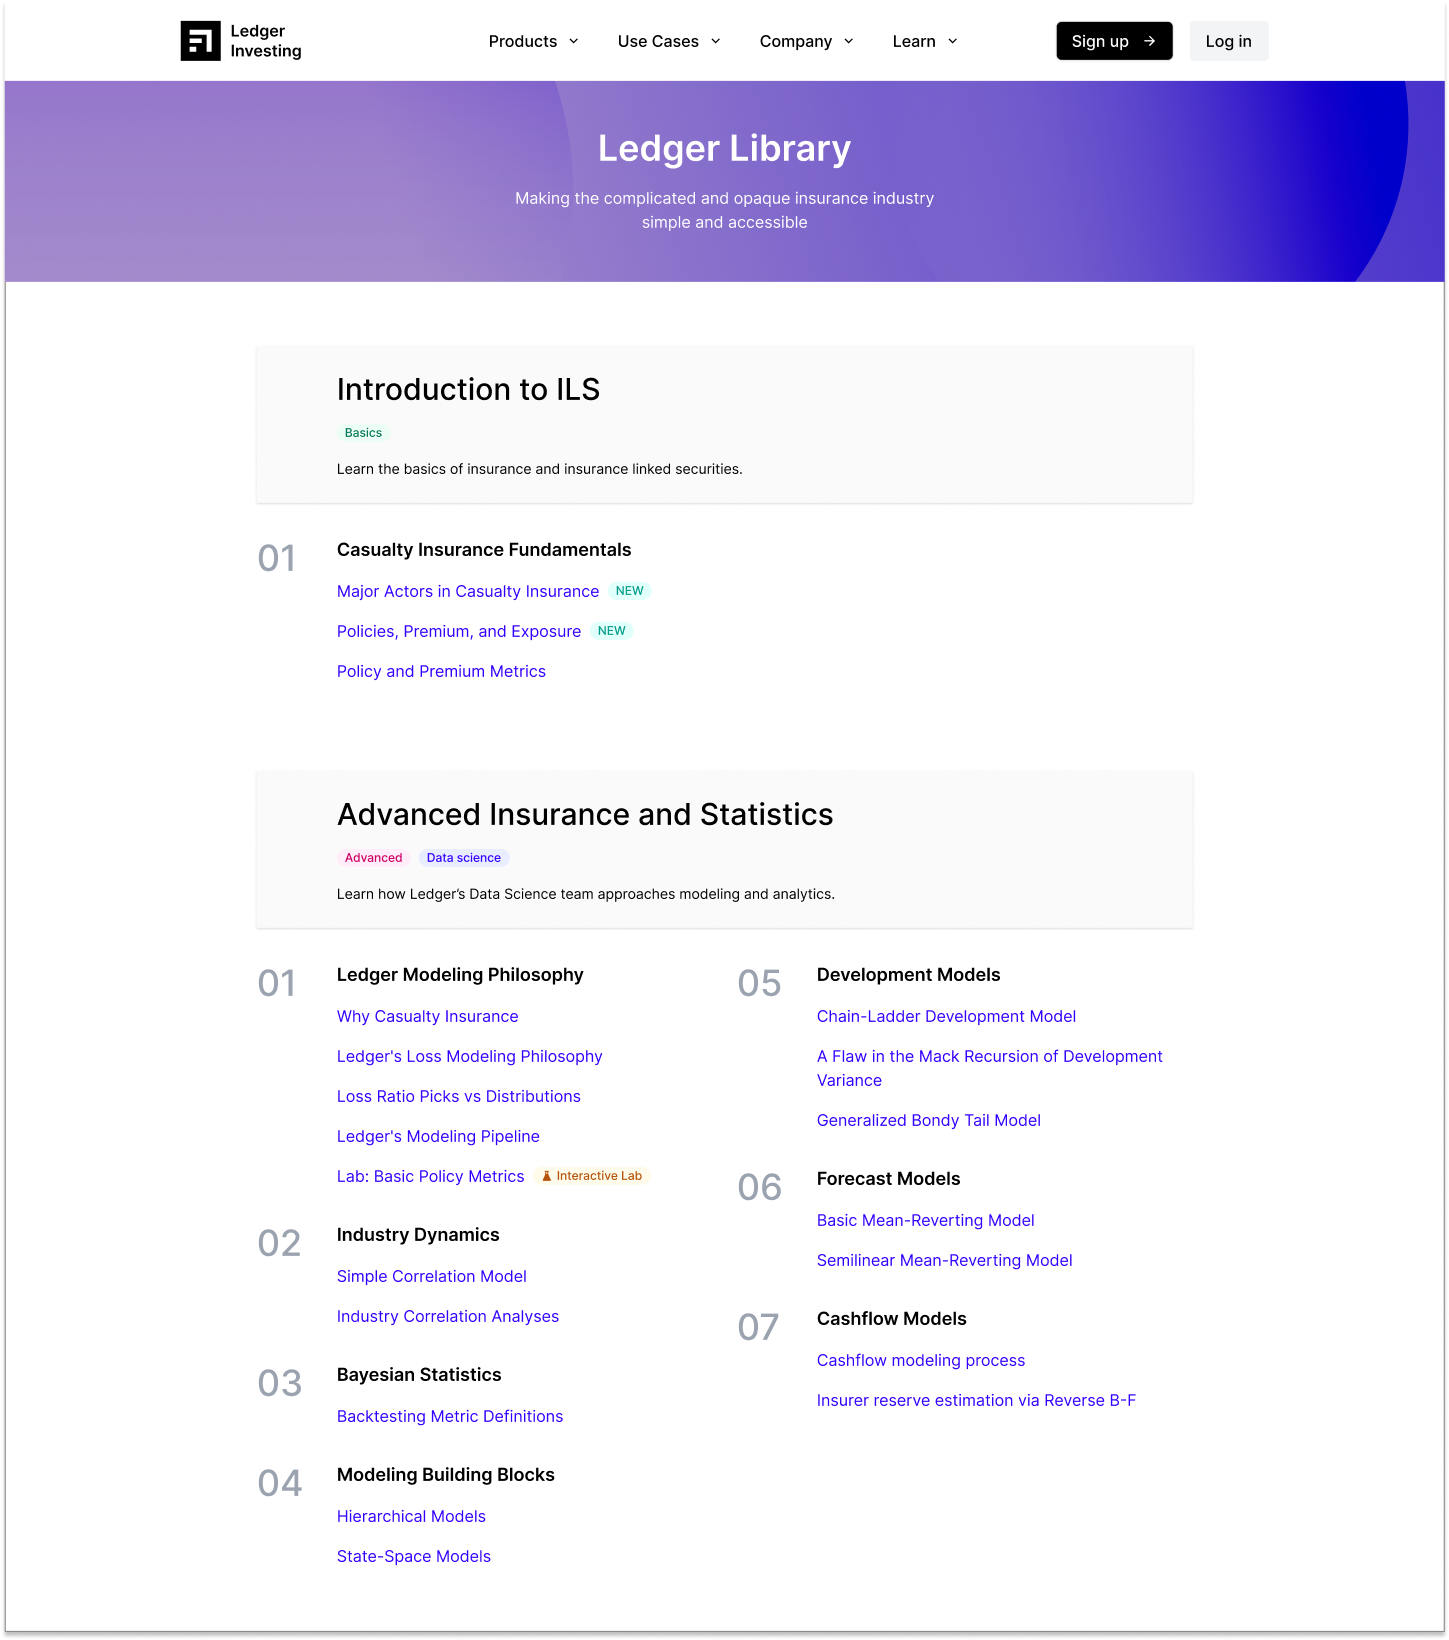 Ledger
Investing
Products
Use Cases
Company
Learn
Sign up
Log in
Ledger Library
Making the complicated and opaque insurance industry
simple and accessible
Introduction to ILS
Basics
Learn the basics of insurance and insurance linked securities.
01
Casualty Insurance Fundamentals
Major Actors in Casualty Insurance NEW
Policies, Premium, and Exposure NEW
Policy and Premium Metrics
Advanced Insurance and Statistics
Advanced Data science
Learn how Ledger’s Data Science team approaches modeling and analytics.
01
Ledger Modeling Philosophy
Why Casualty Insurance
Ledger's Loss Modeling Philosophy
Loss Ratio Picks vs Distributions
Ledger's Modeling Pipeline
Lab: Basic Policy Metrics Interactive Lab
02
Industry Dynamics
Simple Correlation Model
Industry Correlation Analyses
03
Bayesian Statistics
Backtesting Metric Definitions
04
Modeling Building Blocks
Hierarchical Models
State-Space Models
05
Development Models
Chain-Ladder Development Model
A Flaw in the Mack Recursion of Development
Variance
Generalized Bondy Tail Model
06
Forecast Models
Basic Mean-Reverting Model
Semilinear Mean-Reverting Model
07
Cashflow Models
Cashflow modeling process
Insurer reserve estimation via Reverse B-F